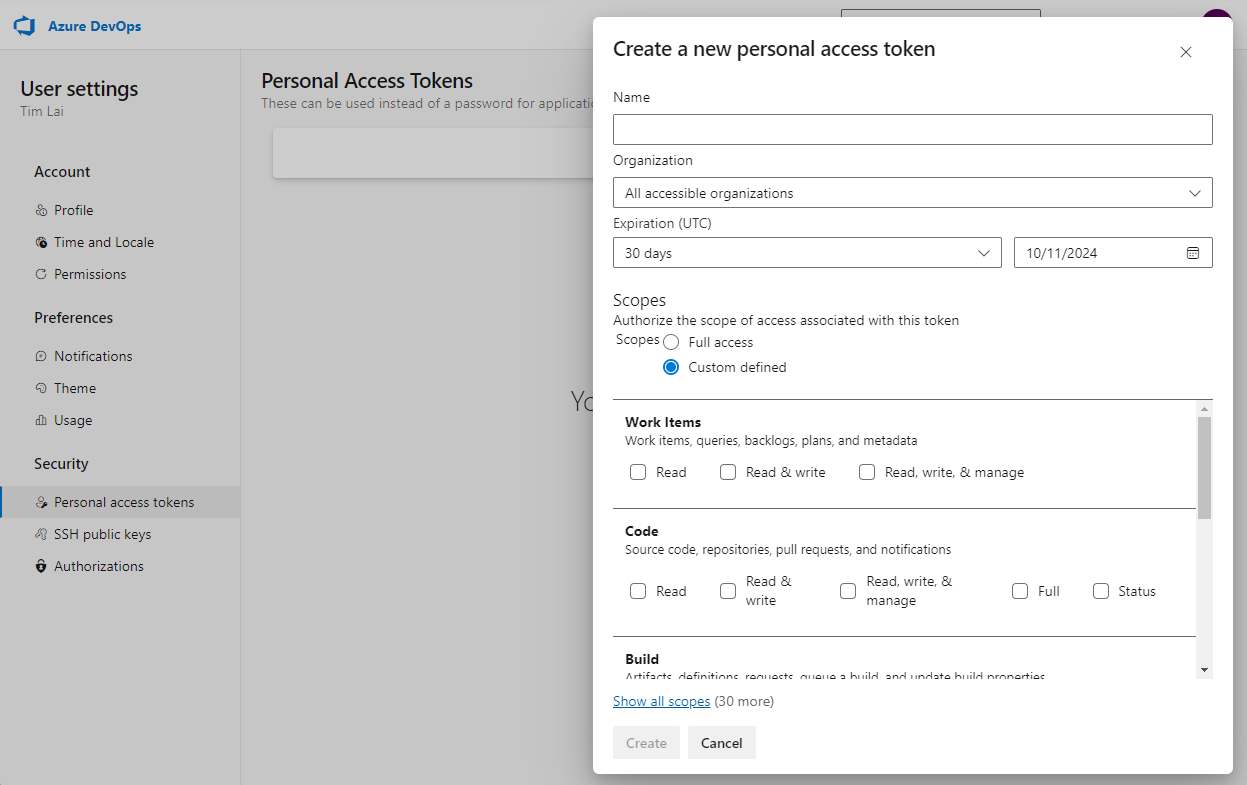 Azure DevOps
User settings
Tim Lai
Account
Profile
Time and Locale
Permissions
Preferences
Notifications
Theme
Usage
Security
Personal access tokens
SSH public keys
Authorizations
Personal Access Tokens
These can be used instead of a password for
Create a new personal access token
Name
Organization
All accessible organizations
Expiration (UTC)
30 days
10/11/2024
Scopes
Authorize the scope of access associated with this token
Scopes
Full access
Custom defined
Work Items
Work items, queries, backlogs, plans, and metadata
Read
Read & write
Read, write, & manage
Code
Source code, repositories, pull requests, and notifications
Read
Read &
write
Read, write, &
manage
Full
Status
Build
Artifacts, definitions, requests, queue a build, and update build properties
Show all scopes (30 more)
Create
Cancel